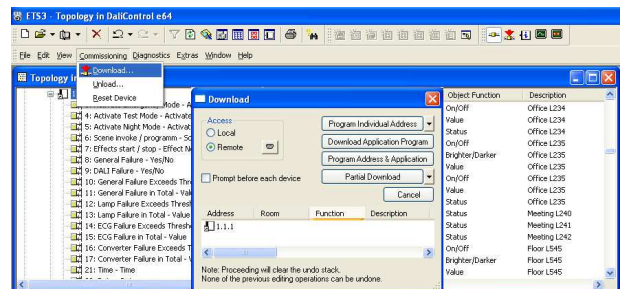 ETS3 - Topology in DaliControl e64
File Edit View Commissioning Diagnostics Extras Window Help
Download...
Unload...
Reset Device
Topology i
4: Activate Test Mode - Activat
5: Activate Night Mode - Activat
6: Scene invoke / programm - Sc
7: Effects start / stop - Effect N
8: General Failure - Yes/No
9: DALI Failure - Yes/No
10: General Failure Exceeds Thre
11: General Failure in Total - Val
12: Lamp Failure Exceeds Thresh
13: Lamp Failure in Total - Value
14: ECG Failure Exceeds Thresh
15: ECG Failure in Total - Value
16: Converter Failure Exceeds T
17: Converter Failure in Total - V
21: Time - Time
Download
Access
Local
Remote
Prompt before each device
Program Individual Address
Download Application Program
Program Address & Application
Partial Download
Cancel
Address Room Function Description
1.1.1
Note: Proceeding will clear the undo stack.
None of the previous editing operations can be undone.
Object Function Description
On/Off Office L234
Value Office L234
Status Office L234
On/Off Office L235
Brighter/Darker Office L235
Value Office L235
On/Off Office L235
Value Office L235
Status Office L235
Status Meeting L240
Status Meeting L241
Status Meeting L242
On/Off Floor L545
Brighter/Darker Floor L545
Value Floor L545